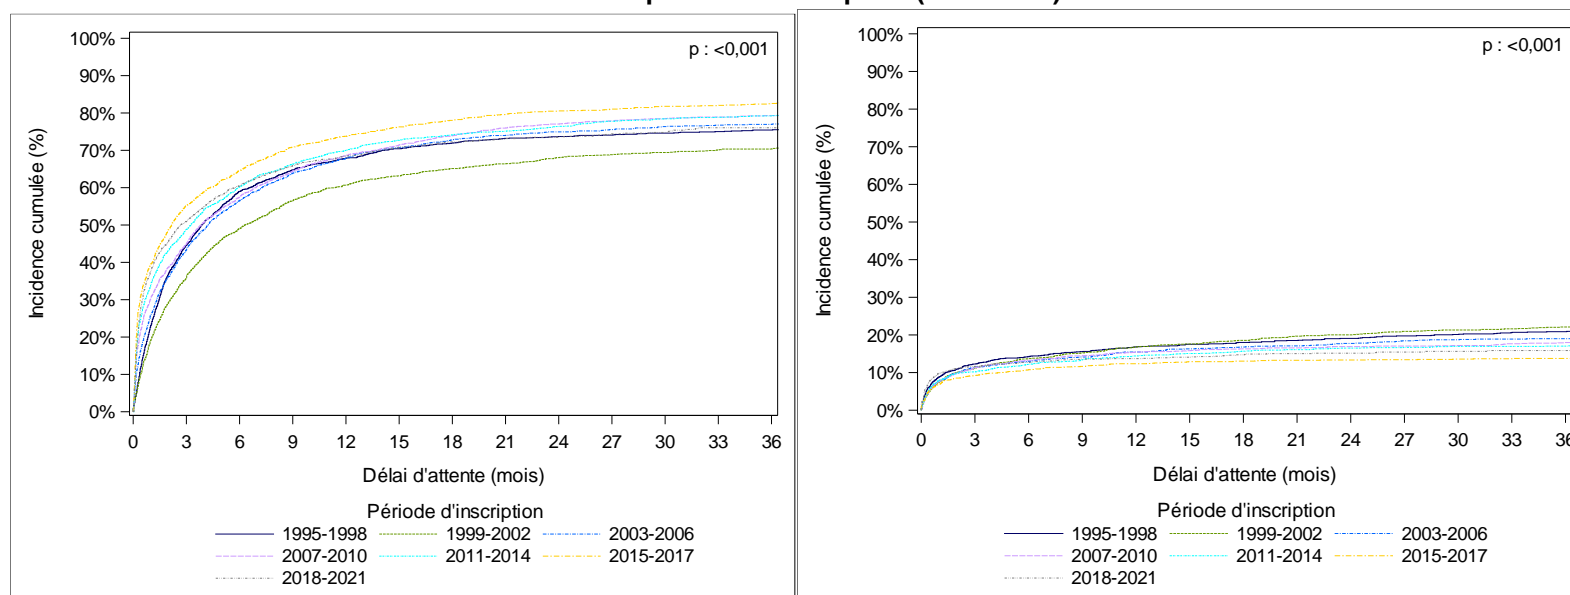 100%
90%
80%
70%
60%
50%
40%
30%
20%
10%
0%
Incidence cumulée (%)
p : <0,001
0 3 6 9 12 15 18 21 24 27 30 33 36
Délai d'attente (mois)
Période d'inscription
1995-1998 1999-2002 2003-2006
2007-2010 2011-2014 2015-2017
2018-2021
100%
90%
80%
70%
60%
50%
40%
30%
20%
10%
0%
Incidence cumulée (%)
p : <0,001
0 3 6 9 12 15 18 21 24 27 30 33 36
Délai d'attente (mois)
Période d'inscription
1995-1998 1999-2002 2003-2006
2007-2010 2011-2014 2015-2017
2018-2021